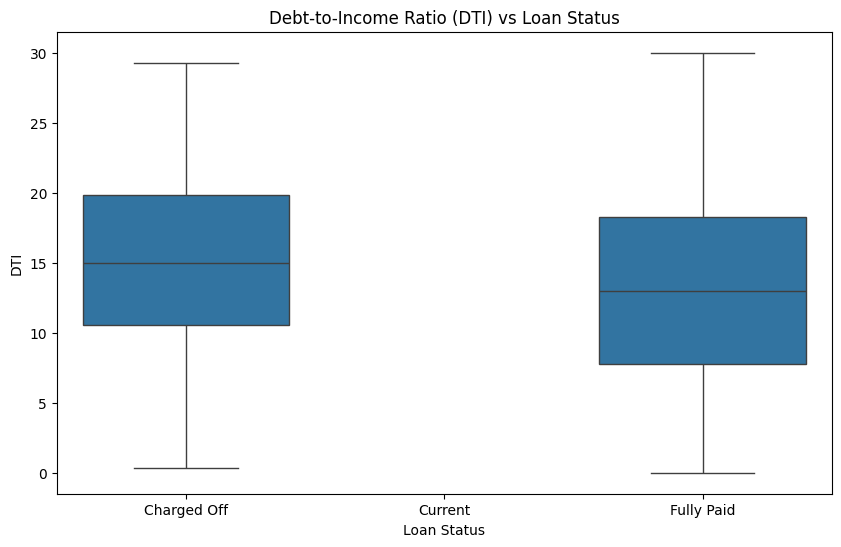 Debt-to-Income Ratio (DTI) vs Loan Status
30
25
20
15
10
5
0
DTI
Charged Off
Current
Fully Paid
Loan Status